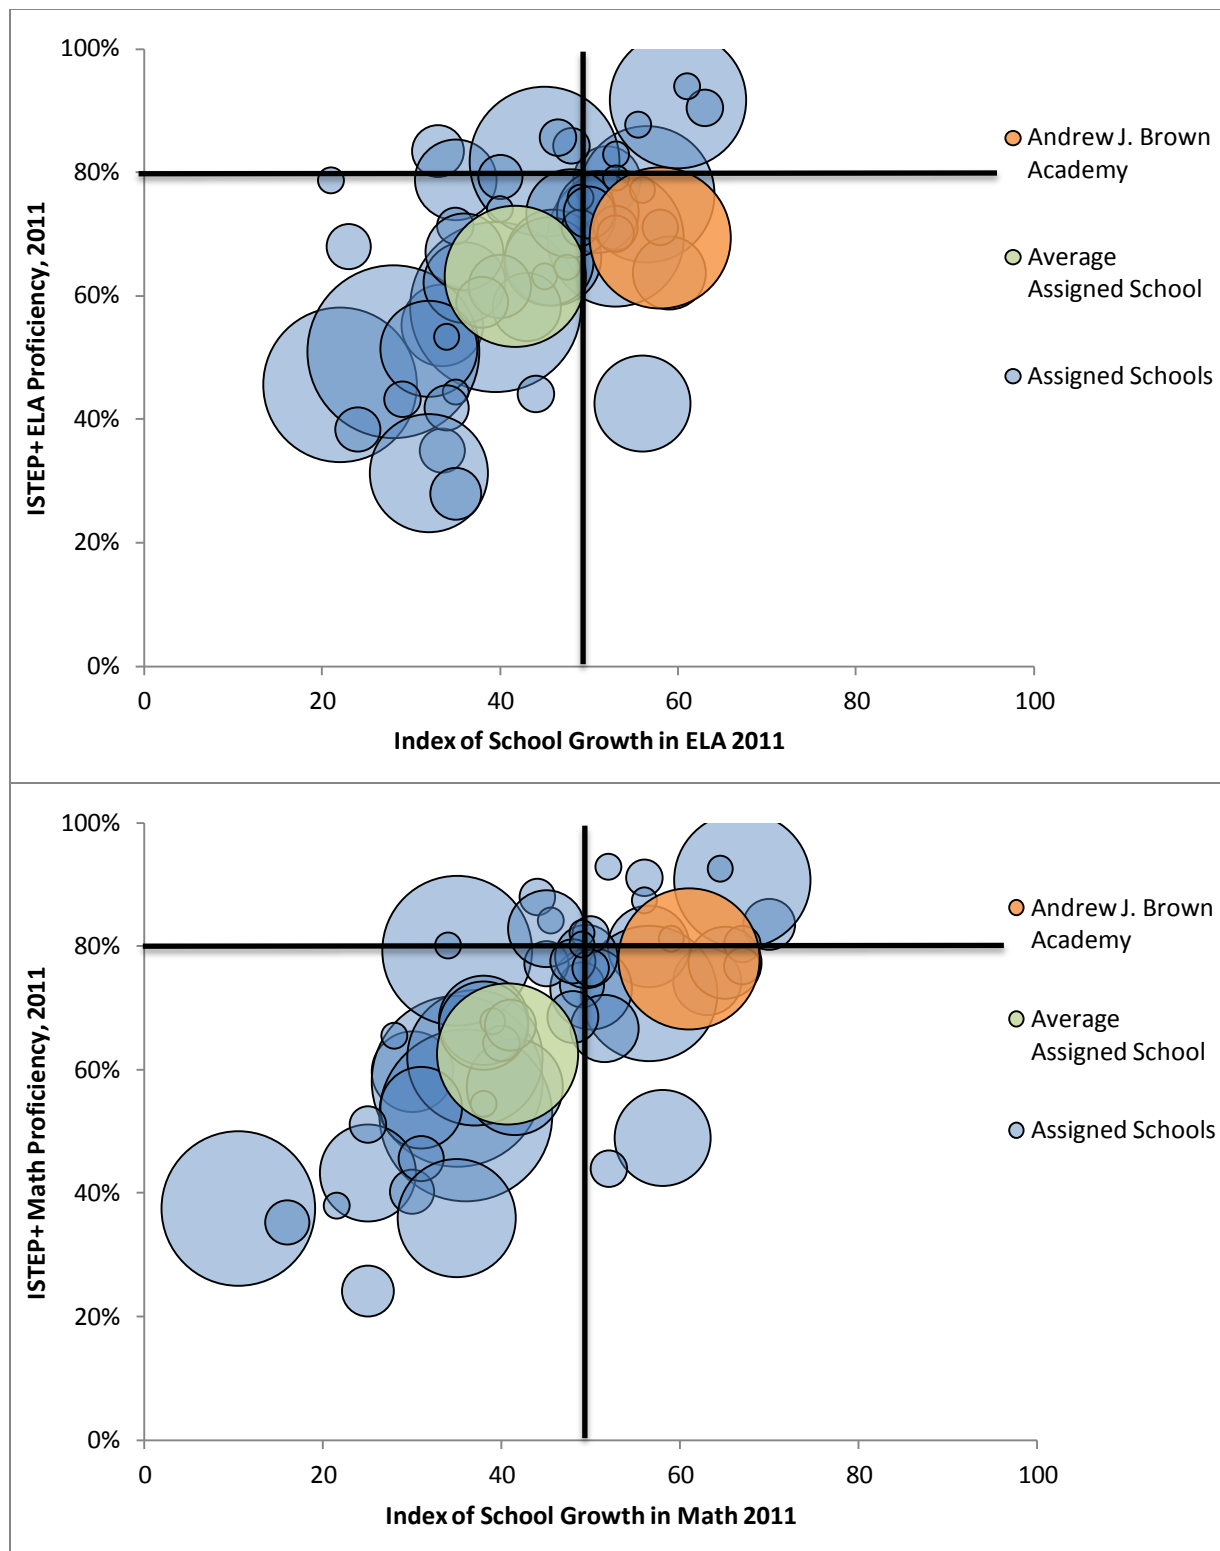 100%
80%
60%
40%
20%
0%
0
20
40
60
80
100
ISTEP+ ELA Proficiency, 2011
Index of School Growth in ELA 2011
Andrew J. Brown
Academy
Average
Assigned School
Assigned Schools
100%
80%
60%
40%
20%
0%
0
20
40
60
80
100
ISTEP+ Math Proficiency, 2011
Index of School Growth in Math 2011
Andrew J. Brown
Academy
Average
Assigned School
Assigned Schools